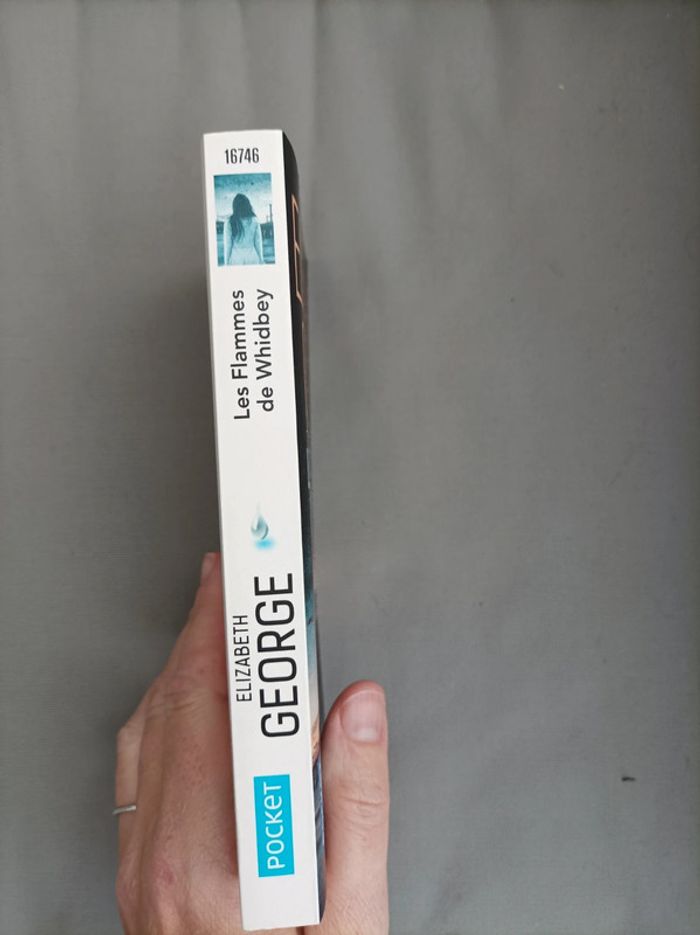 16746
Les Flammes
de Whidbey
ELIZABETH
GEORGE
POCKET